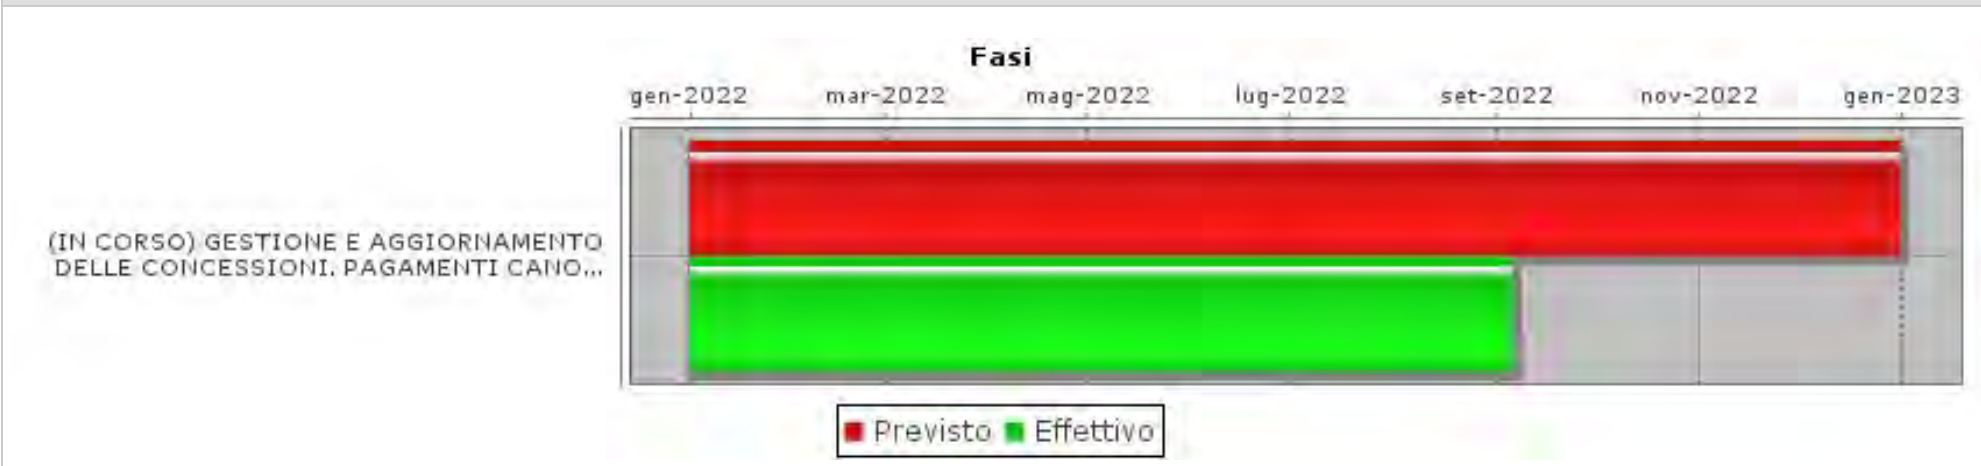 Fasi
gen-2022 mar-2022 mag-2022 lug-2022 set-2022 nov-2022 gen-2023
(IN CORSO) GESTIONE E AGGIORNAMENTO
DELLE CONCESSIONI. PAGAMENTI CANO...
Previsto Effettivo